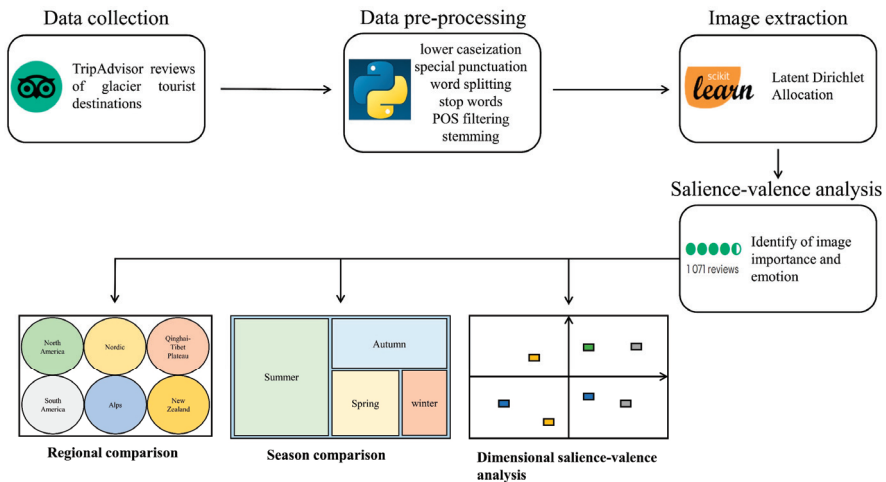 Data collection
TripAdvisor reviews
of glacier tourist
destinations
Data pre-processing
lower caseization
special punctuation
word splitting
stop words
POS filtering
stemming
Image extraction
scikit
learn
Latent Dirichlet
Allocation
Salience-valence analysis
1 071 reviews
Identify of image
importance and
emotion
North
America
Nordic
Qinghai-
Tibet
Plateau
South
America
Alps
New
Zealand
Regional comparison
Summer
Autumn
Spring
winter
Season comparison
Dimensional salience-valence
analysis